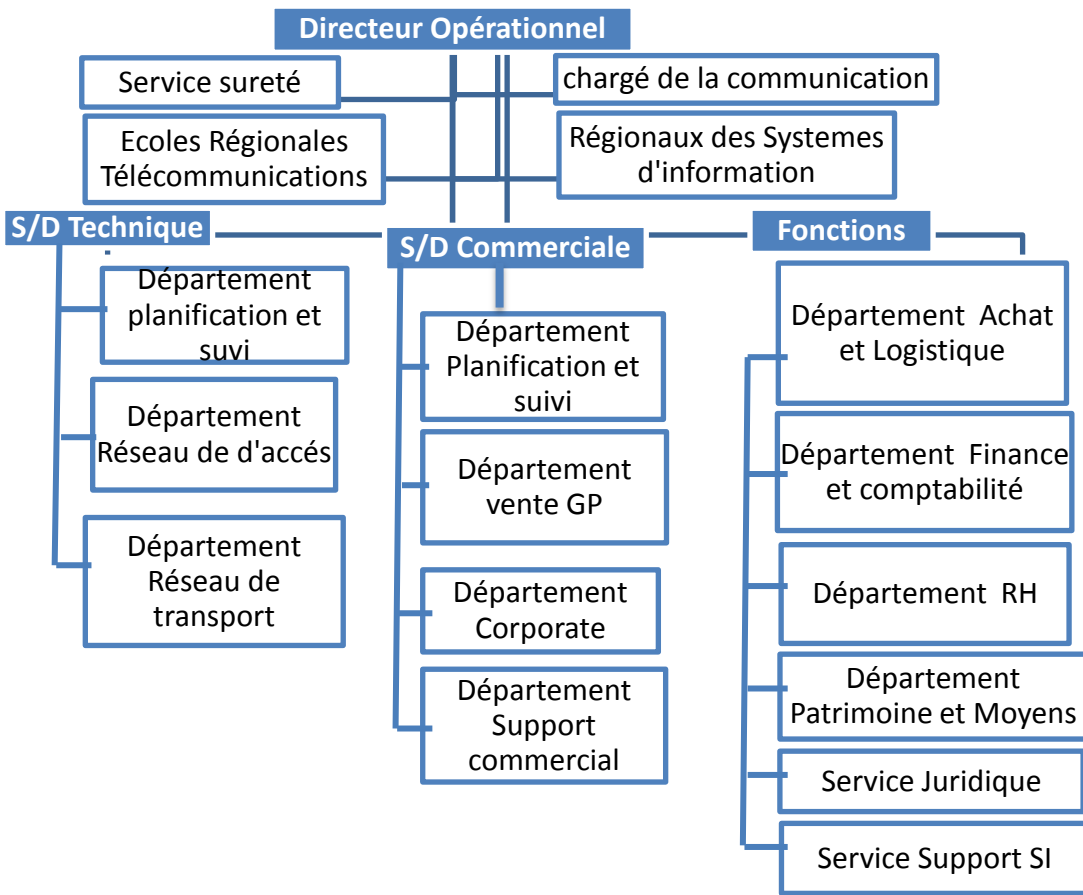 Directeur Opérationnel
Service sureté
chargé de la communication
Ecoles Régionales
Télécommunications
Régionaux des Systemes
d'information
S/D Technique
Département
planification et
suvi
Département
Réseau de d'accés
Département
Réseau de
transport
S/D Commerciale
Département
Planification et
suivi
Département
vente GP
Département
Corporate
Département
Support
commercial
Fonctions
Département Achat
et Logistique
Département Finance
et comptabilité
Département RH
Département
Patrimoine et Moyens
Service Juridique
Service Support SI